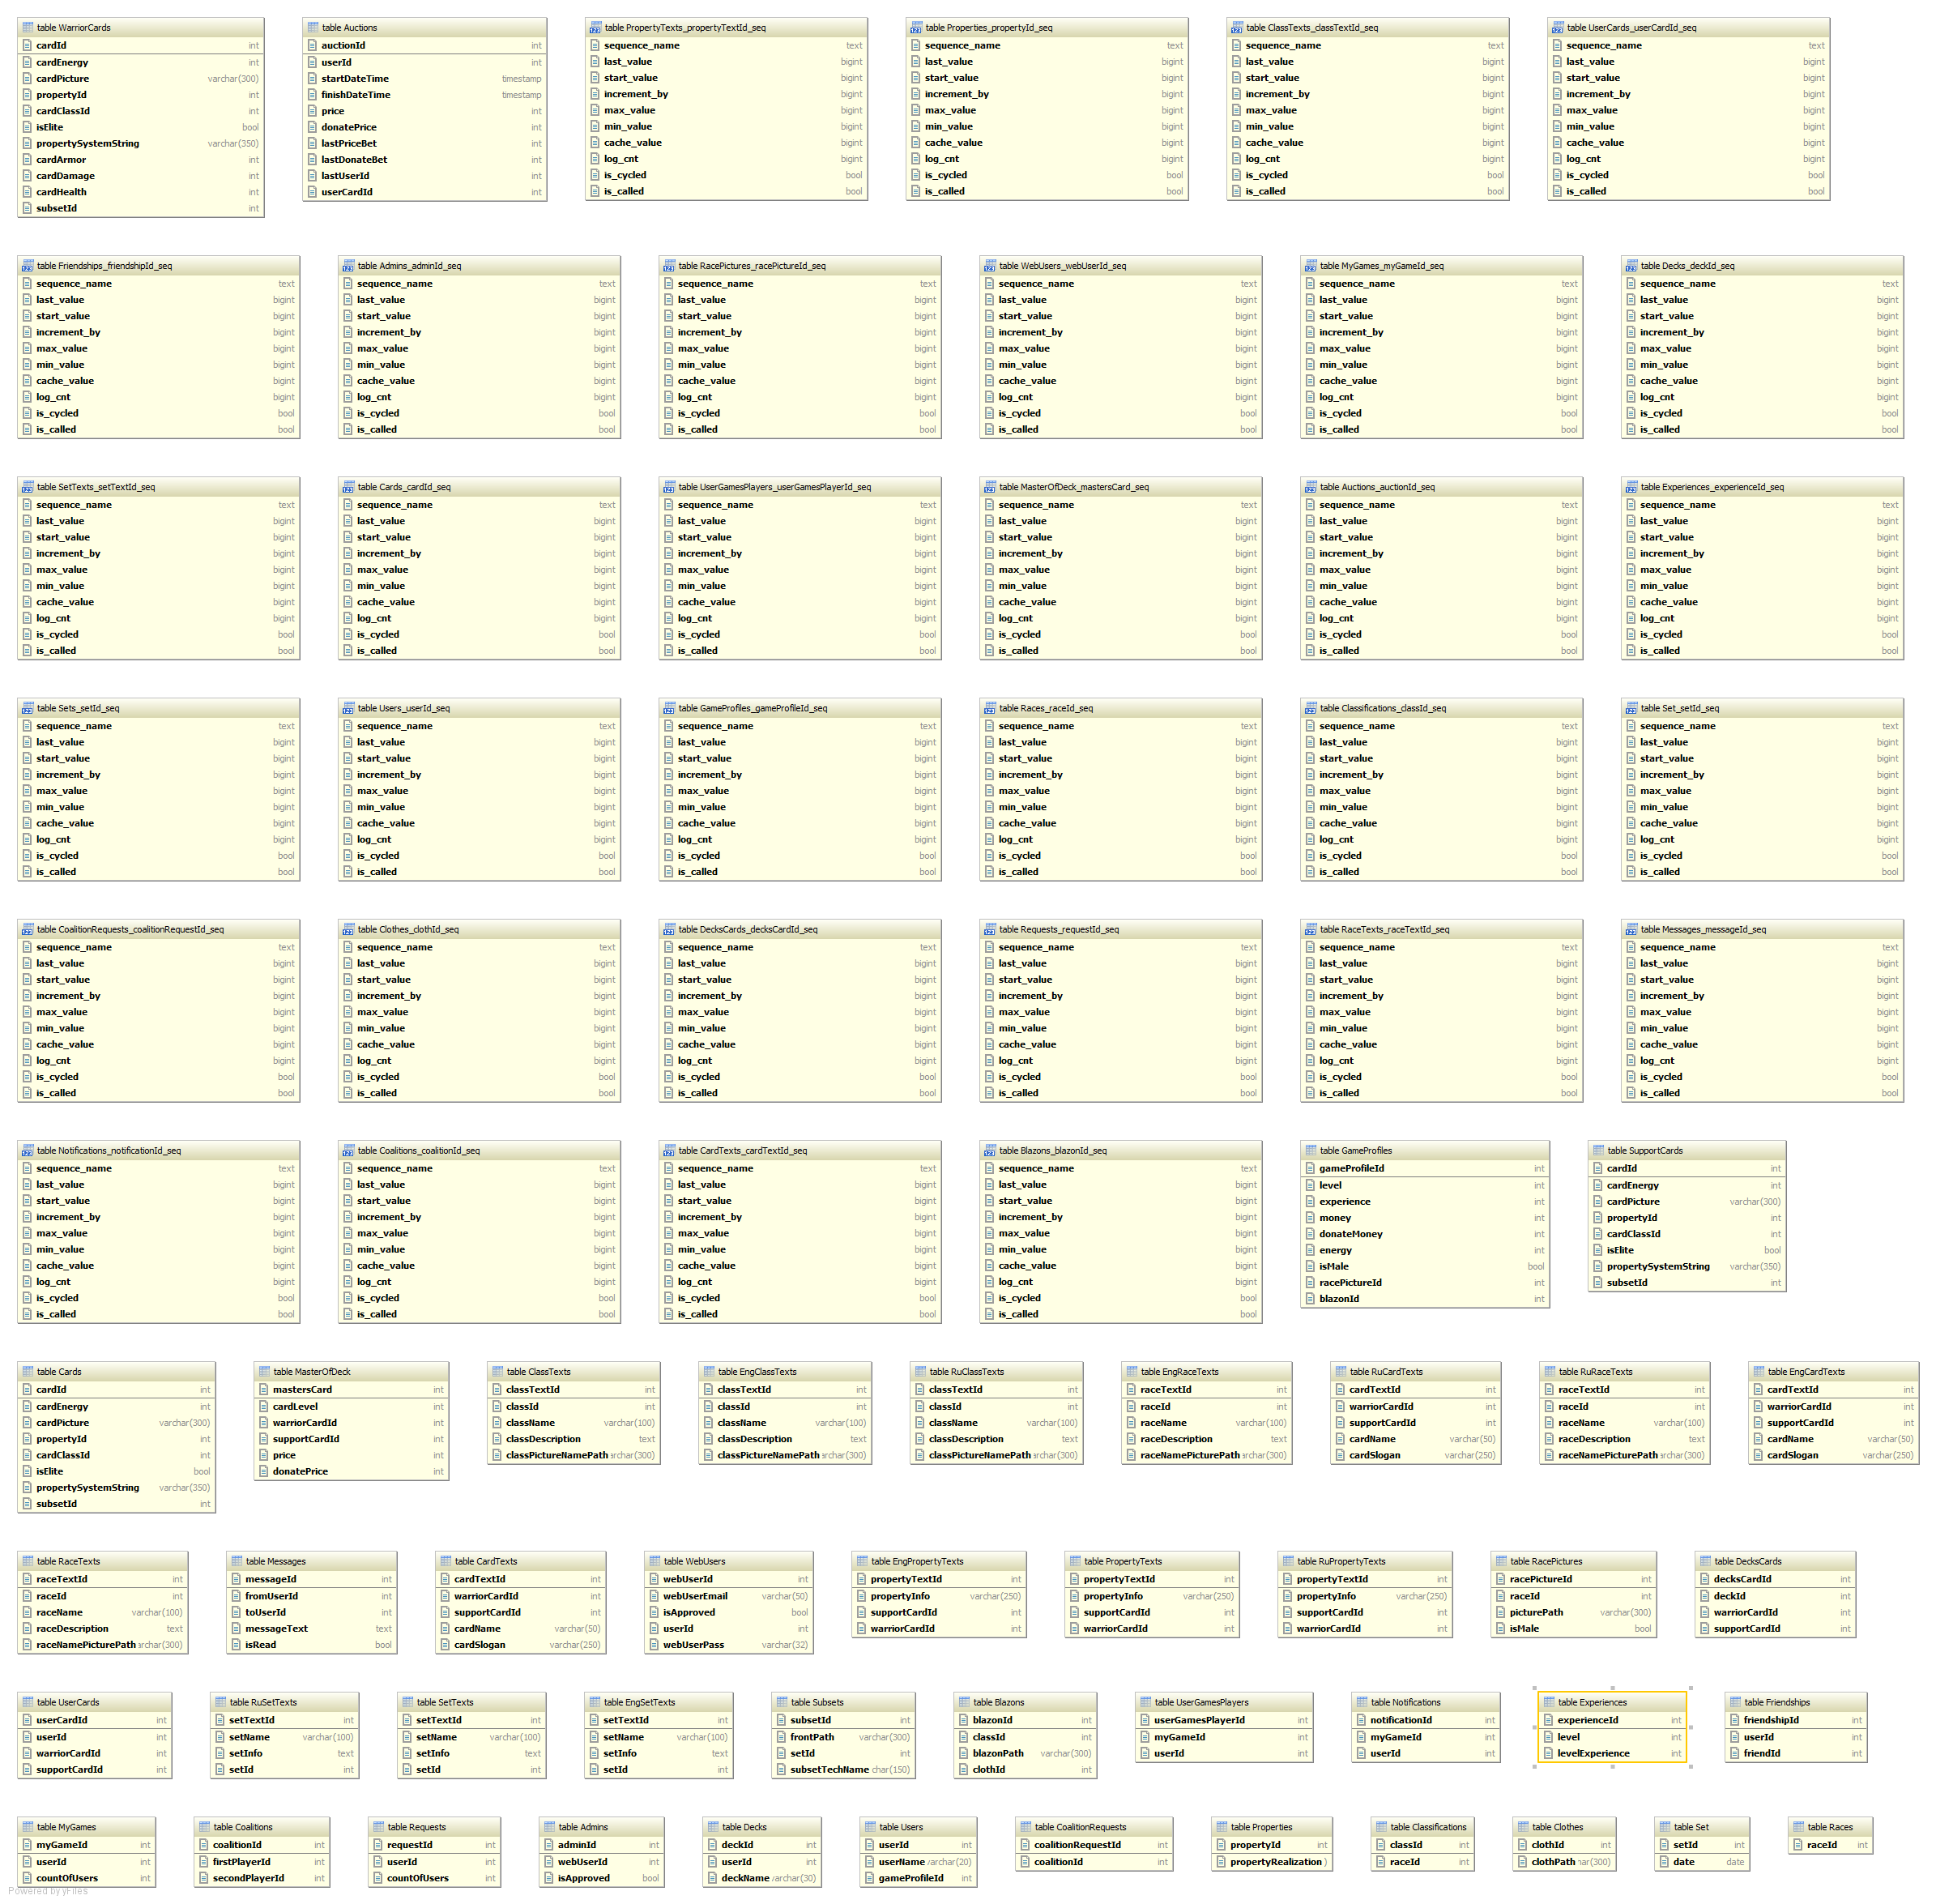 table WarriorCards
cardId int
cardEnergy int
cardPicture varchar(300)
propertyId int
cardClassId int
isElite bool
propertySystemString varchar(350)
cardArmor int
cardDamage int
cardHealth int
subsetId int
table Auctions
auctionId int
userId int
startDateTime timestamp
finishDateTime timestamp
price int
donatePrice int
lastPriceBet int
lastDonateBet int
lastUserId int
userCardId int
table PropertyTexts_propertyTextId_seq
sequence_name text
last_value bigint
start_value bigint
increment_by bigint
max_value bigint
min_value bigint
cache_value bigint
log_cnt bigint
is_cycled bool
is_called bool
table Properties_propertyId_seq
sequence_name text
last_value bigint
start_value bigint
increment_by bigint
max_value bigint
min_value bigint
cache_value bigint
log_cnt bigint
is_cycled bool
is_called bool
table ClassTexts_classTextId_seq
sequence_name text
last_value bigint
start_value bigint
increment_by bigint
max_value bigint
min_value bigint
cache_value bigint
log_cnt bigint
is_cycled bool
is_called bool
table UserCards_userCardId_seq
sequence_name text
last_value bigint
start_value bigint
increment_by bigint
max_value bigint
min_value bigint
cache_value bigint
log_cnt bigint
is_cycled bool
is_called bool
table Friendships_friendshipId_seq
sequence_name text
last_value bigint
start_value bigint
increment_by bigint
max_value bigint
min_value bigint
cache_value bigint
log_cnt bigint
is_cycled bool
is_called bool
table Admins_adminId_seq
sequence_name text
last_value bigint
start_value bigint
increment_by bigint
max_value bigint
min_value bigint
cache_value bigint
log_cnt bigint
is_cycled bool
is_called bool
table RacePictures_racePictureId_seq
sequence_name text
last_value bigint
start_value bigint
increment_by bigint
max_value bigint
min_value bigint
cache_value bigint
log_cnt bigint
is_cycled bool
is_called bool
table WebUsers_webUserId_seq
sequence_name text
last_value bigint
start_value bigint
increment_by bigint
max_value bigint
min_value bigint
cache_value bigint
log_cnt bigint
is_cycled bool
is_called bool
table MyGames_myGameId_seq
sequence_name text
last_value bigint
start_value bigint
increment_by bigint
max_value bigint
min_value bigint
cache_value bigint
log_cnt bigint
is_cycled bool
is_called bool
table Decks_deckId_seq
sequence_name text
last_value bigint
start_value bigint
increment_by bigint
max_value bigint
min_value bigint
cache_value bigint
log_cnt bigint
is_cycled bool
is_called bool
table SetTexts_setTextId_seq
sequence_name text
last_value bigint
start_value bigint
increment_by bigint
max_value bigint
min_value bigint
cache_value bigint
log_cnt bigint
is_cycled bool
is_called bool
table Cards_cardId_seq
sequence_name text
last_value bigint
start_value bigint
increment_by bigint
max_value bigint
min_value bigint
cache_value bigint
log_cnt bigint
is_cycled bool
is_called bool
table UserGamesPlayers_userGamesPlayerId_seq
sequence_name text
last_value bigint
start_value bigint
increment_by bigint
max_value bigint
min_value bigint
cache_value bigint
log_cnt bigint
is_cycled bool
is_called bool
table MasterOfDeck_mastersCard_seq
sequence_name text
last_value bigint
start_value bigint
increment_by bigint
max_value bigint
min_value bigint
cache_value bigint
log_cnt bigint
is_cycled bool
is_called bool
table Auctions_auctionId_seq
sequence_name text
last_value bigint
start_value bigint
increment_by bigint
max_value bigint
min_value bigint
cache_value bigint
log_cnt bigint
is_cycled bool
is_called bool
table Experiences_experienceId_seq
sequence_name text
last_value bigint
start_value bigint
increment_by bigint
max_value bigint
min_value bigint
cache_value bigint
log_cnt bigint
is_cycled bool
is_called bool
table Sets_setId_seq
sequence_name text
last_value bigint
start_value bigint
increment_by bigint
max_value bigint
min_value bigint
cache_value bigint
log_cnt bigint
is_cycled bool
is_called bool
table Users_userId_seq
sequence_name text
last_value bigint
start_value bigint
increment_by bigint
max_value bigint
min_value bigint
cache_value bigint
log_cnt bigint
is_cycled bool
is_called bool
table GameProfiles_gameProfileId_seq
sequence_name text
last_value bigint
start_value bigint
increment_by bigint
max_value bigint
min_value bigint
cache_value bigint
log_cnt bigint
is_cycled bool
is_called bool
table Races_raceId_seq
sequence_name text
last_value bigint
start_value bigint
increment_by bigint
max_value bigint
min_value bigint
cache_value bigint
log_cnt bigint
is_cycled bool
is_called bool
table Classifications_classId_seq
sequence_name text
last_value bigint
start_value bigint
increment_by bigint
max_value bigint
min_value bigint
cache_value bigint
log_cnt bigint
is_cycled bool
is_called bool
table Set_setId_seq
sequence_name text
last_value bigint
start_value bigint
increment_by bigint
max_value bigint
min_value bigint
cache_value bigint
log_cnt bigint
is_cycled bool
is_called bool
table CoalitionRequests_coalitionRequestId_seq
sequence_name text
last_value bigint
start_value bigint
increment_by bigint
max_value bigint
min_value bigint
cache_value bigint
log_cnt bigint
is_cycled bool
is_called bool
table Clothes_clothId_seq
sequence_name text
last_value bigint
start_value bigint
increment_by bigint
max_value bigint
min_value bigint
cache_value bigint
log_cnt bigint
is_cycled bool
is_called bool
table DecksCards_decksCardId_seq
sequence_name text
last_value bigint
start_value bigint
increment_by bigint
max_value bigint
min_value bigint
cache_value bigint
log_cnt bigint
is_cycled bool
is_called bool
table Requests_requestId_seq
sequence_name text
last_value bigint
start_value bigint
increment_by bigint
max_value bigint
min_value bigint
cache_value bigint
log_cnt bigint
is_cycled bool
is_called bool
table RaceTexts_raceTextId_seq
sequence_name text
last_value bigint
start_value bigint
increment_by bigint
max_value bigint
min_value bigint
cache_value bigint
log_cnt bigint
is_cycled bool
is_called bool
table Messages_messageId_seq
sequence_name text
last_value bigint
start_value bigint
increment_by bigint
max_value bigint
min_value bigint
cache_value bigint
log_cnt bigint
is_cycled bool
is_called bool
table Notifications_notificationId_seq
sequence_name text
last_value bigint
start_value bigint
increment_by bigint
max_value bigint
min_value bigint
cache_value bigint
log_cnt bigint
is_cycled bool
is_called bool
table Coalitions_coalitionId_seq
sequence_name text
last_value bigint
start_value bigint
increment_by bigint
max_value bigint
min_value bigint
cache_value bigint
log_cnt bigint
is_cycled bool
is_called bool
table CardTexts_cardTextId_seq
sequence_name text
last_value bigint
start_value bigint
increment_by bigint
max_value bigint
min_value bigint
cache_value bigint
log_cnt bigint
is_cycled bool
is_called bool
table Blazons_blazonId_seq
sequence_name text
last_value bigint
start_value bigint
increment_by bigint
max_value bigint
min_value bigint
cache_value bigint
log_cnt bigint
is_cycled bool
is_called bool
table GameProfiles
gameProfileId int
level int
experience int
money int
donateMoney int
energy int
isMale bool
racePictureId int
blazonId int
table SupportCards
cardId int
cardEnergy int
cardPicture varchar(300)
propertyId int
cardClassId int
isElite bool
propertySystemString varchar(350)
subsetId int
table Cards
cardId int
cardEnergy int
cardPicture varchar(300)
propertyId int
cardClassId int
isElite bool
propertySystemString varchar(350)
subsetId int
table MasterOfDeck
mastersCard int
cardLevel int
warriorCardId int
supportCardId int
price int
donatePrice int
table ClassTexts
classTextId int
classId int
className varchar(100)
classDescription text
classPictureNamePath rchar(300)
table EngClassTexts
classTextId int
classId int
className varchar(100)
classDescription text
classPictureNamePath rchar(300)
table RuClassTexts
classTextId int
classId int
className varchar(100)
classDescription text
classPictureNamePath rchar(300)
table EngRaceTexts
raceTextId int
raceId int
raceName varchar(100)
raceDescription text
raceNamePicturePath rchar(300)
table RuCardTexts
cardTextId int
warriorCardId int
supportCardId int
cardName varchar(50)
cardSlogan varchar(250)
table RuRaceTexts
raceTextId int
raceId int
raceName varchar(100)
raceDescription text
raceNamePicturePath rchar(300)
table EngCardTexts
cardTextId int
warriorCardId int
supportCardId int
cardName varchar(50)
cardSlogan varchar(250)
table RaceTexts
raceTextId int
raceId int
raceName varchar(100)
raceDescription text
raceNamePicturePath rchar(300)
table Messages
messageId int
fromUserId int
toUserId int
messageText text
isRead bool
table CardTexts
cardTextId int
warriorCardId int
supportCardId int
cardName varchar(50)
cardSlogan varchar(250)
table WebUsers
webUserId int
webUserEmail varchar(50)
isApproved bool
userId int
webUserPass varchar(32)
table EngPropertyTexts
propertyTextId int
propertyInfo varchar(250)
supportCardId int
warriorCardId int
table PropertyTexts
propertyTextId int
propertyInfo varchar(250)
supportCardId int
warriorCardId int
table RuPropertyTexts
propertyTextId int
propertyInfo varchar(250)
supportCardId int
warriorCardId int
table RacePictures
racePictureId int
raceId int
picturePath varchar(300)
isMale bool
table DecksCards
decksCardId int
deckId int
warriorCardId int
supportCardId int
table UserCards
userCardId int
userId int
warriorCardId int
supportCardId int
table RuSetTexts
setTextId int
setName varchar(100)
setInfo text
setId int
table SetTexts
setTextId int
setName varchar(100)
setInfo text
setId int
table EngSetTexts
setTextId int
setName varchar(100)
setInfo text
setId int
table Subsets
subsetId int
frontPath varchar(300)
setId int
subsetTechName char(150)
table Blazons
blazonId int
classId int
blazonPath varchar(300)
clothId int
table UserGamesPlayers
userGamesPlayerId int
myGameId int
userId int
table Notifications
notificationId int
myGameId int
userId int
table Experiences
experienceId int
level int
levelExperience int
table Friendships
friendshipId int
userId int
friendId int
table MyGames
myGameId int
userId int
countOfUsers int
table Coalitions
coalitionId int
firstPlayerId int
secondPlayerId int
table Requests
requestId int
userId int
countOfUsers int
table Admins
adminId int
webUserId int
isApproved bool
table Decks
deckId int
userId int
deckName varchar(30)
table Users
userId int
userName varchar(20)
gameProfileId int
table CoalitionRequests
coalitionRequestId int
coalitionId int
table Properties
propertyId int
propertyRealization )
table Classifications
classId int
raceId int
table Clothes
clothId int
clothPath har(300)
table Set
setId int
date date
table Races
raceId int
Powered by yFiles